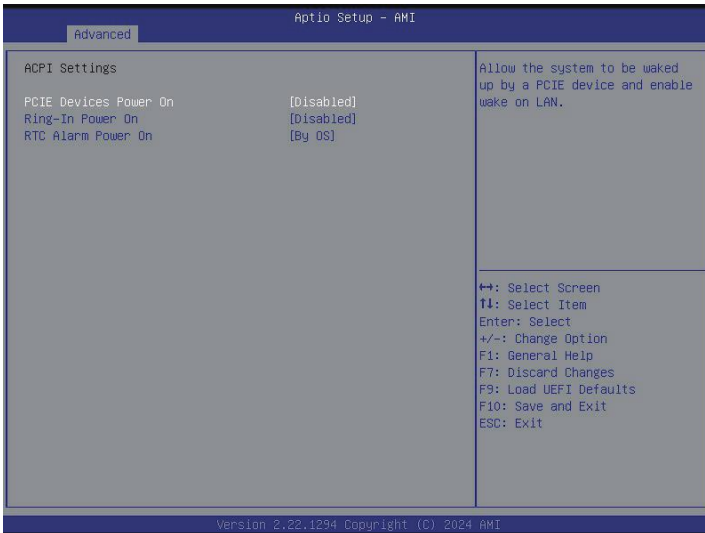 Aptio Setup – AMI
Advanced
ACPI Settings
PCIE Devices Power On [Disabled]
Ring-In Power On [Disabled]
RTC Alarm Power On [By OS]
Allow the system to be waked
up by a PCIE device and enable
wake on LAN.
↔: Select Screen
↑↓: Select Item
Enter: Select
+/-: Change Option
F1: General Help
F7: Discard Changes
F9: Load UEFI Defaults
F10: Save and Exit
ESC: Exit
Version 2.22.1294 Copyright (C) 2024 AMI